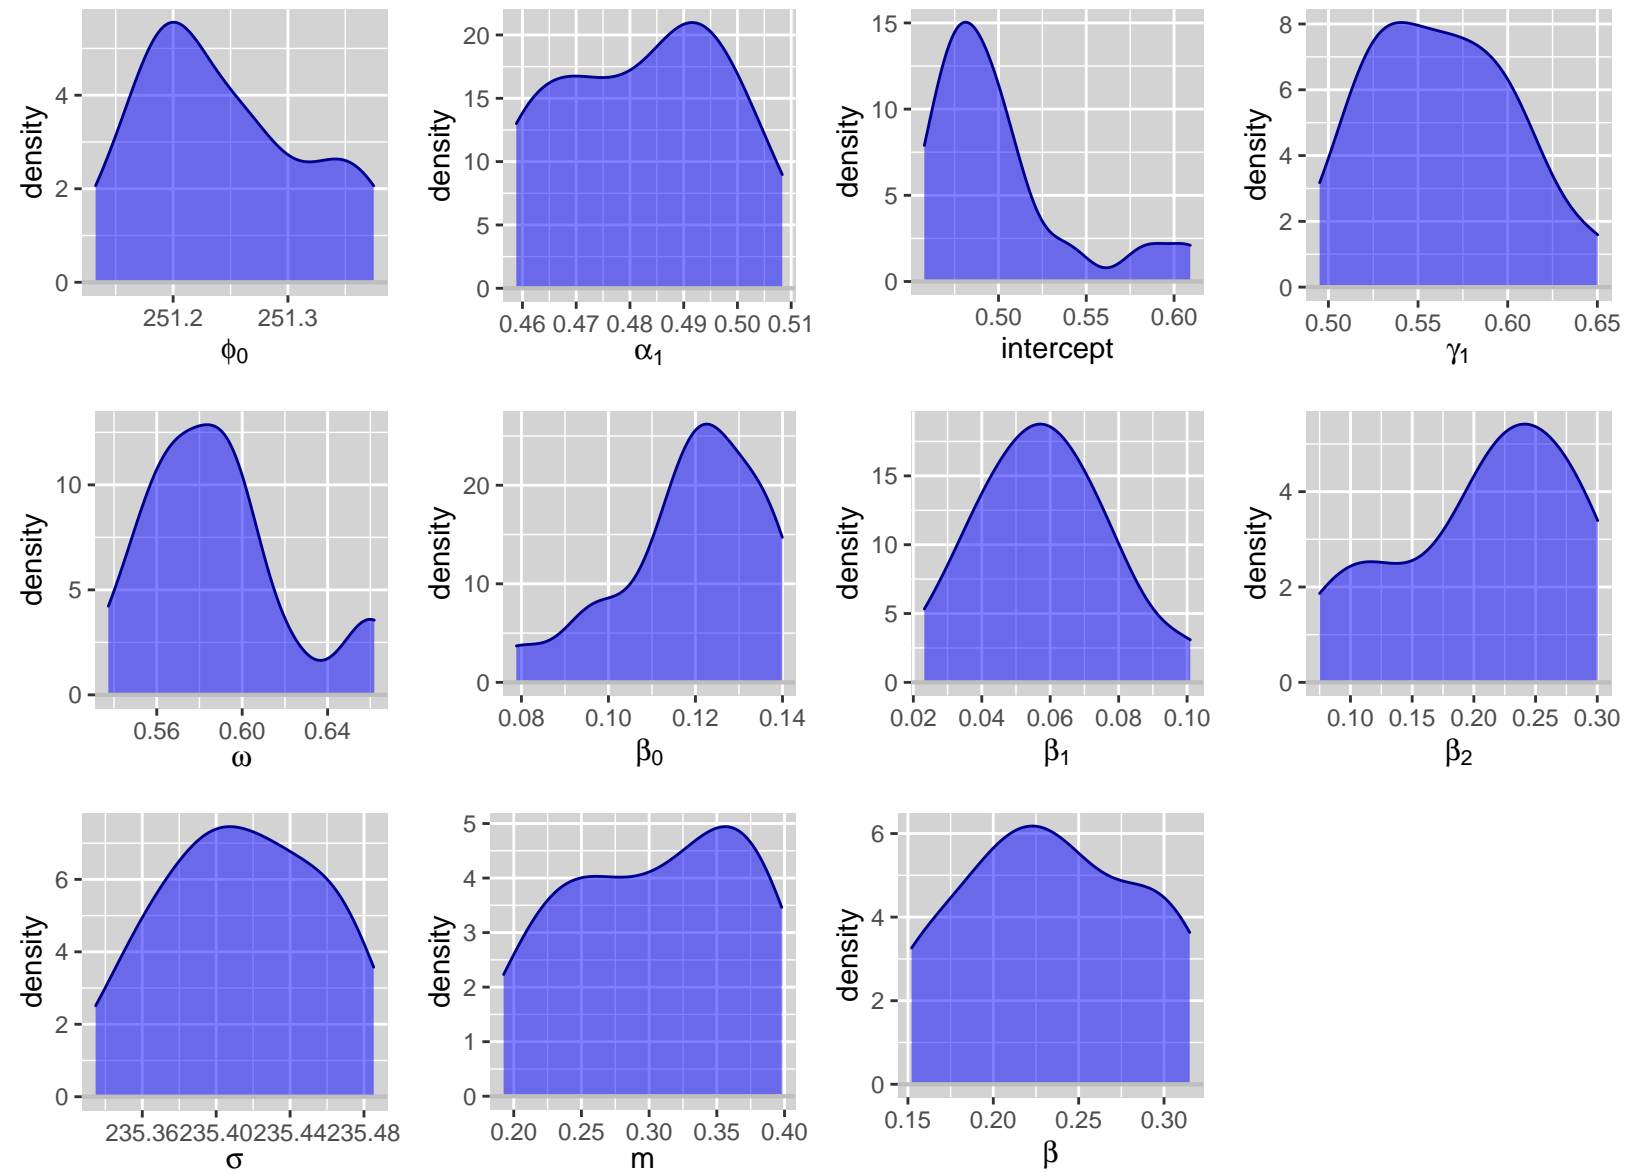 density
4
2
0
251.2 251.3
ϕ0
density
20
15
10
5
0
0.46 0.47 0.48 0.49 0.50 0.51
α1
density
15
10
5
0
0.50 0.55 0.60
intercept
density
8
6
4
2
0
0.50 0.55 0.60 0.65
γ1
density
10
5
0
0.56 0.60 0.64
ω
density
20
10
0
0.08 0.10 0.12 0.14
β0
density
15
10
5
0
0.02 0.04 0.06 0.08 0.10
β1
density
4
2
0
0.10 0.15 0.20 0.25 0.30
β2
density
6
4
2
0
235.36 235.40 235.44 235.48
σ
density
5
4
3
2
1
0
0.20 0.25 0.30 0.35 0.40
m
density
6
4
2
0
0.15 0.20 0.25 0.30
β